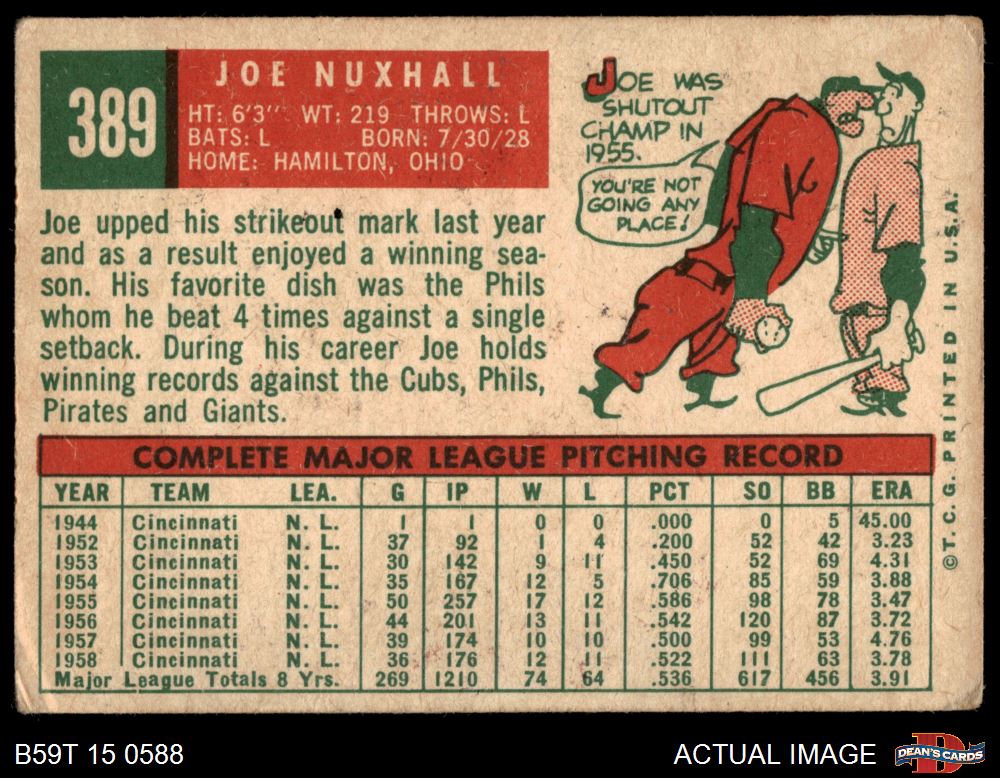 389
JOE NUXHALL
HT: 6'3" WT: 219 THROWS: L
BATS: L BORN: 7/30/28
HOME: HAMILTON, OHIO
Joe upped his strikeout mark last year
and as a result enjoyed a winning sea-
son. His favorite dish was the Phils
whom he beat 4 times against a single
setback. During his career Joe holds
winning records against the Cubs, Phils,
Pirates and Giants.
JOE WAS
SHUTOUT
CHAMP IN
1955.
YOU'RE NOT
GOING ANY
PLACE!
©T. C. G. PRINTED IN U.S.A.
COMPLETE MAJOR LEAGUE PITCHING RECORD
YEAR TEAM LEA. G IP W L PCT SO BB ERA
1944 Cincinnati N. L. 1 1 0 0 .000 0 5 45.00
1952 Cincinnati N. L. 37 92 1 4 .200 52 42 3.23
1953 Cincinnati N. L. 30 142 9 11 .450 52 69 4.31
1954 Cincinnati N. L. 35 167 12 5 .706 85 59 3.88
1955 Cincinnati N. L. 50 257 17 12 .586 98 78 3.47
1956 Cincinnati N. L. 44 201 13 11 .542 120 87 3.72
1957 Cincinnati N. L. 39 174 10 10 .500 99 53 4.76
1958 Cincinnati N. L. 36 176 12 11 .522 111 63 3.78
Major League Totals 8 Yrs. 269 1210 74 64 .536 617 456 3.91
B59T 15 0588
ACTUAL IMAGE
DEAN'S CARDS